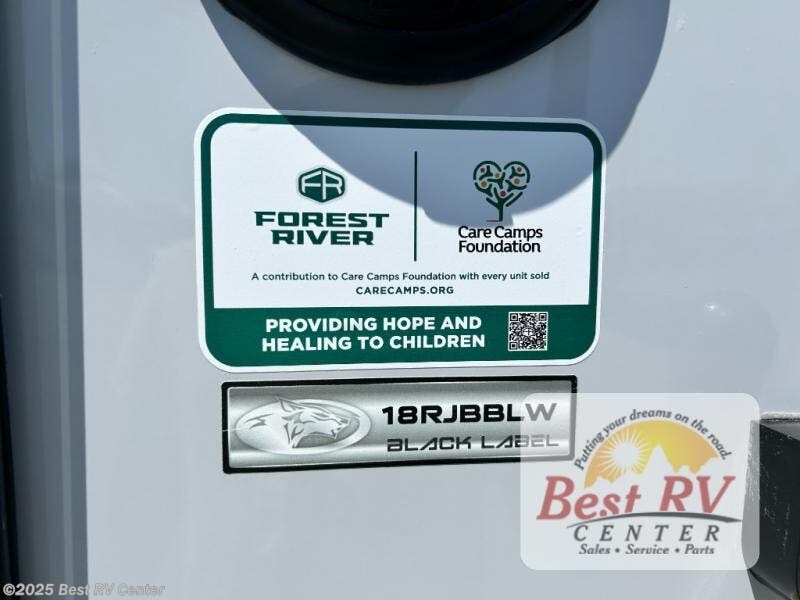 FR
FOREST
RIVER
Care Camps
Foundation
A contribution to Care Camps Foundation with every unit sold
CARECAMPS.ORG
PROVIDING HOPE AND
HEALING TO CHILDREN
18RJBBLW
BLACK LABEL
Putting your dreams on the road.
Best RV
CENTER
Sales • Service • Parts
©2025 Best RV Center